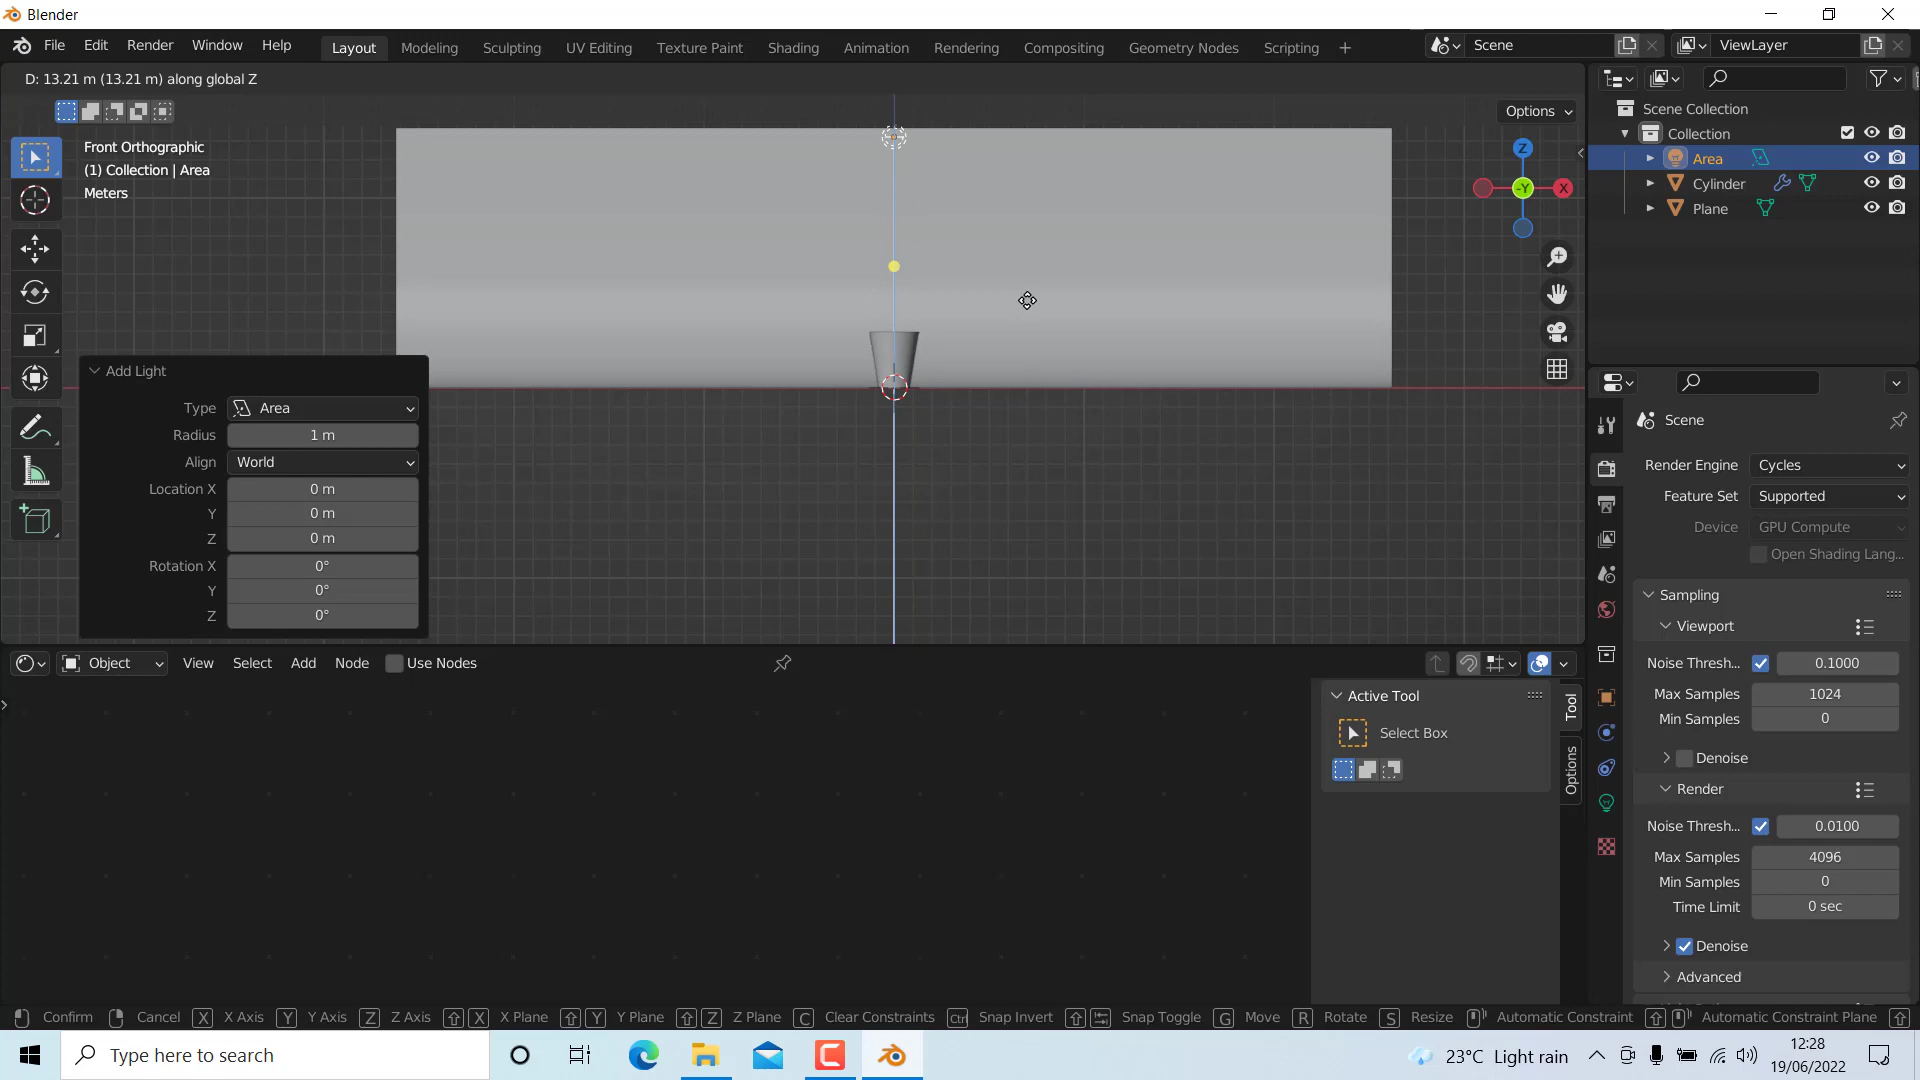 Blender
File Edit Render Window Help Layout Modeling Sculpting UV Editing Texture Paint Shading Animation Rendering Compositing Geometry Nodes Scripting + Scene ViewLayer
D: 13.21 m (13.21 m) along global Z
Options
Front Orthographic
(1) Collection | Area
Meters
Z
-Y
X
Scene Collection
Collection
Area
Cylinder
Plane
Add Light
Type Area
Radius 1 m
Align World
Location X 0 m
Y 0 m
Z 0 m
Rotation X 0°
Y 0°
Z 0°
Scene
Render Engine Cycles
Feature Set Supported
Device GPU Compute
Open Shading Lang...
Sampling
Viewport
Noise Thresh... 0.1000
Max Samples 1024
Min Samples 0
Denoise
Render
Noise Thresh... 0.0100
Max Samples 4096
Min Samples 0
Time Limit 0 sec
Denoise
Advanced
Object View Select Add Node Use Nodes
Active Tool
Select Box
Tool
Options
Confirm Cancel X X Axis Y Y Axis Z Z Axis X X Plane Y Y Plane Z Z Plane C Clear Constraints Ctrl Snap Invert Snap Toggle G Move R Rotate S Resize Automatic Constraint Automatic Constraint Plane
Type here to search
23°C Light rain
12:28
19/06/2022